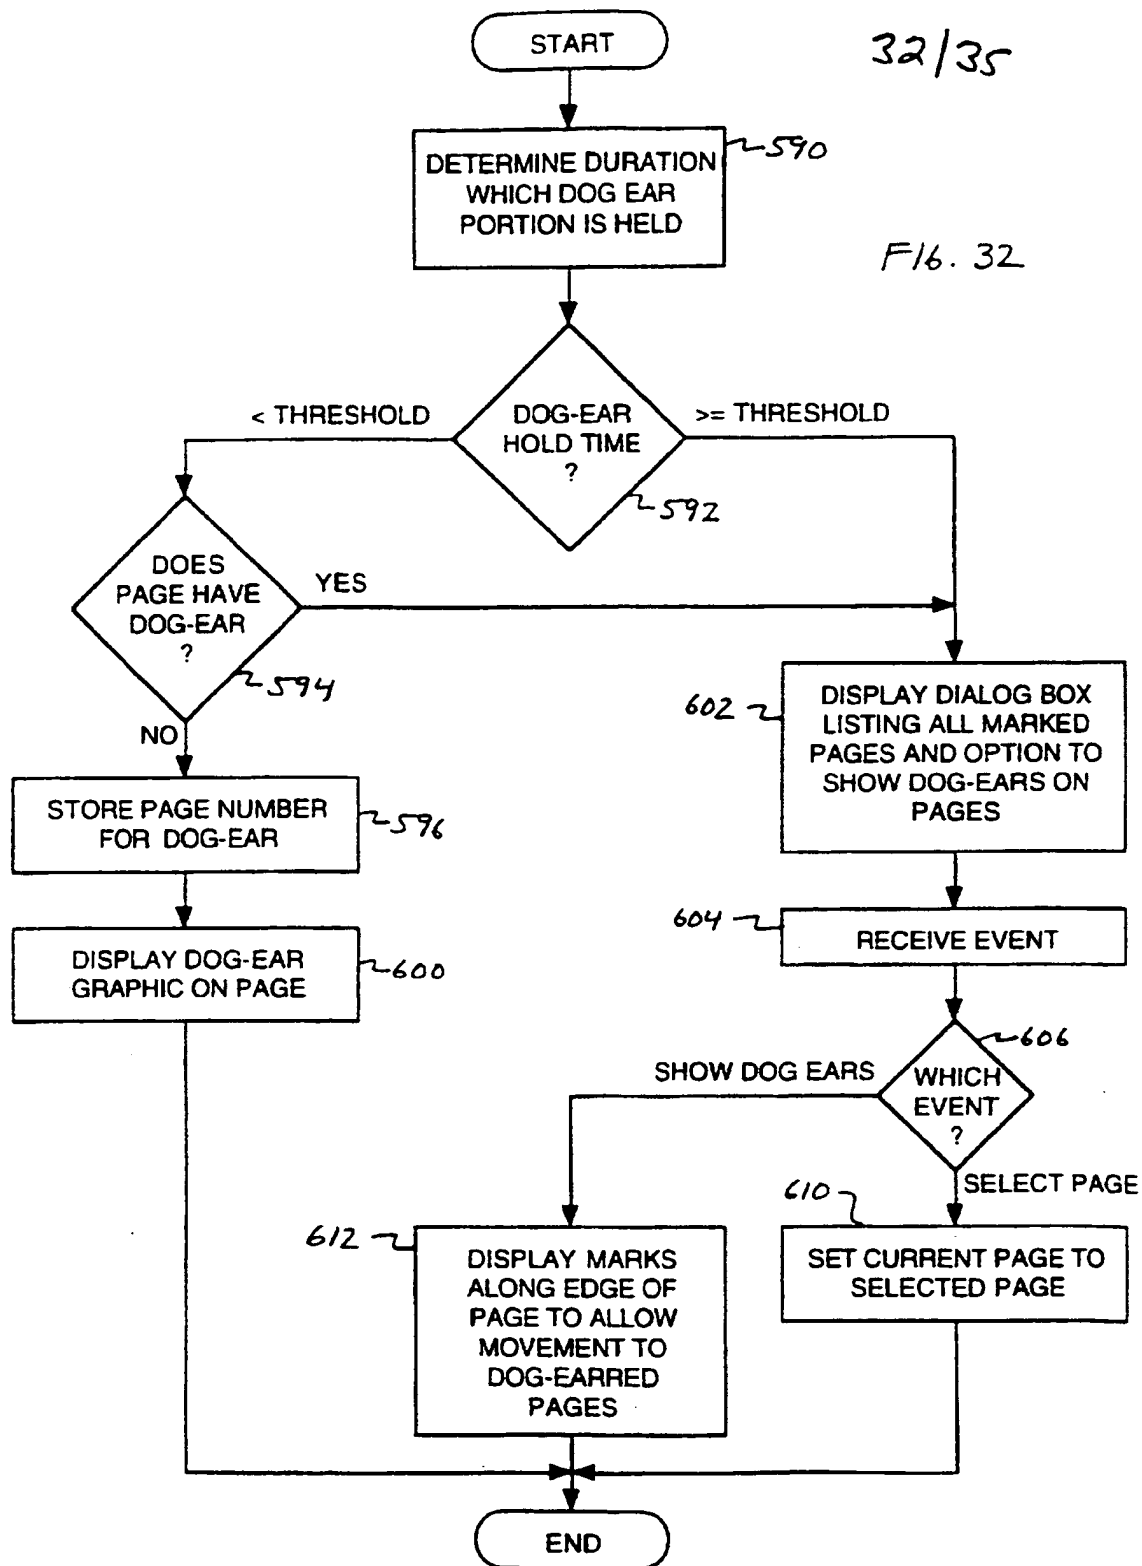 START
32/35
DETERMINE DURATION
WHICH DOG EAR
PORTION IS HELD
590
FIG. 32
DOG-EAR
HOLD TIME
?
< THRESHOLD
>= THRESHOLD
592
DOES
PAGE HAVE
DOG-EAR
?
YES
594
NO
STORE PAGE NUMBER
FOR DOG-EAR
596
DISPLAY DOG-EAR
GRAPHIC ON PAGE
600
602
DISPLAY DIALOG BOX
LISTING ALL MARKED
PAGES AND OPTION TO
SHOW DOG-EARS ON
PAGES
604
RECEIVE EVENT
606
SHOW DOG EARS
WHICH
EVENT
?
SELECT PAGE
610
SET CURRENT PAGE TO
SELECTED PAGE
612
DISPLAY MARKS
ALONG EDGE OF
PAGE TO ALLOW
MOVEMENT TO
DOG-EARRED
PAGES
END